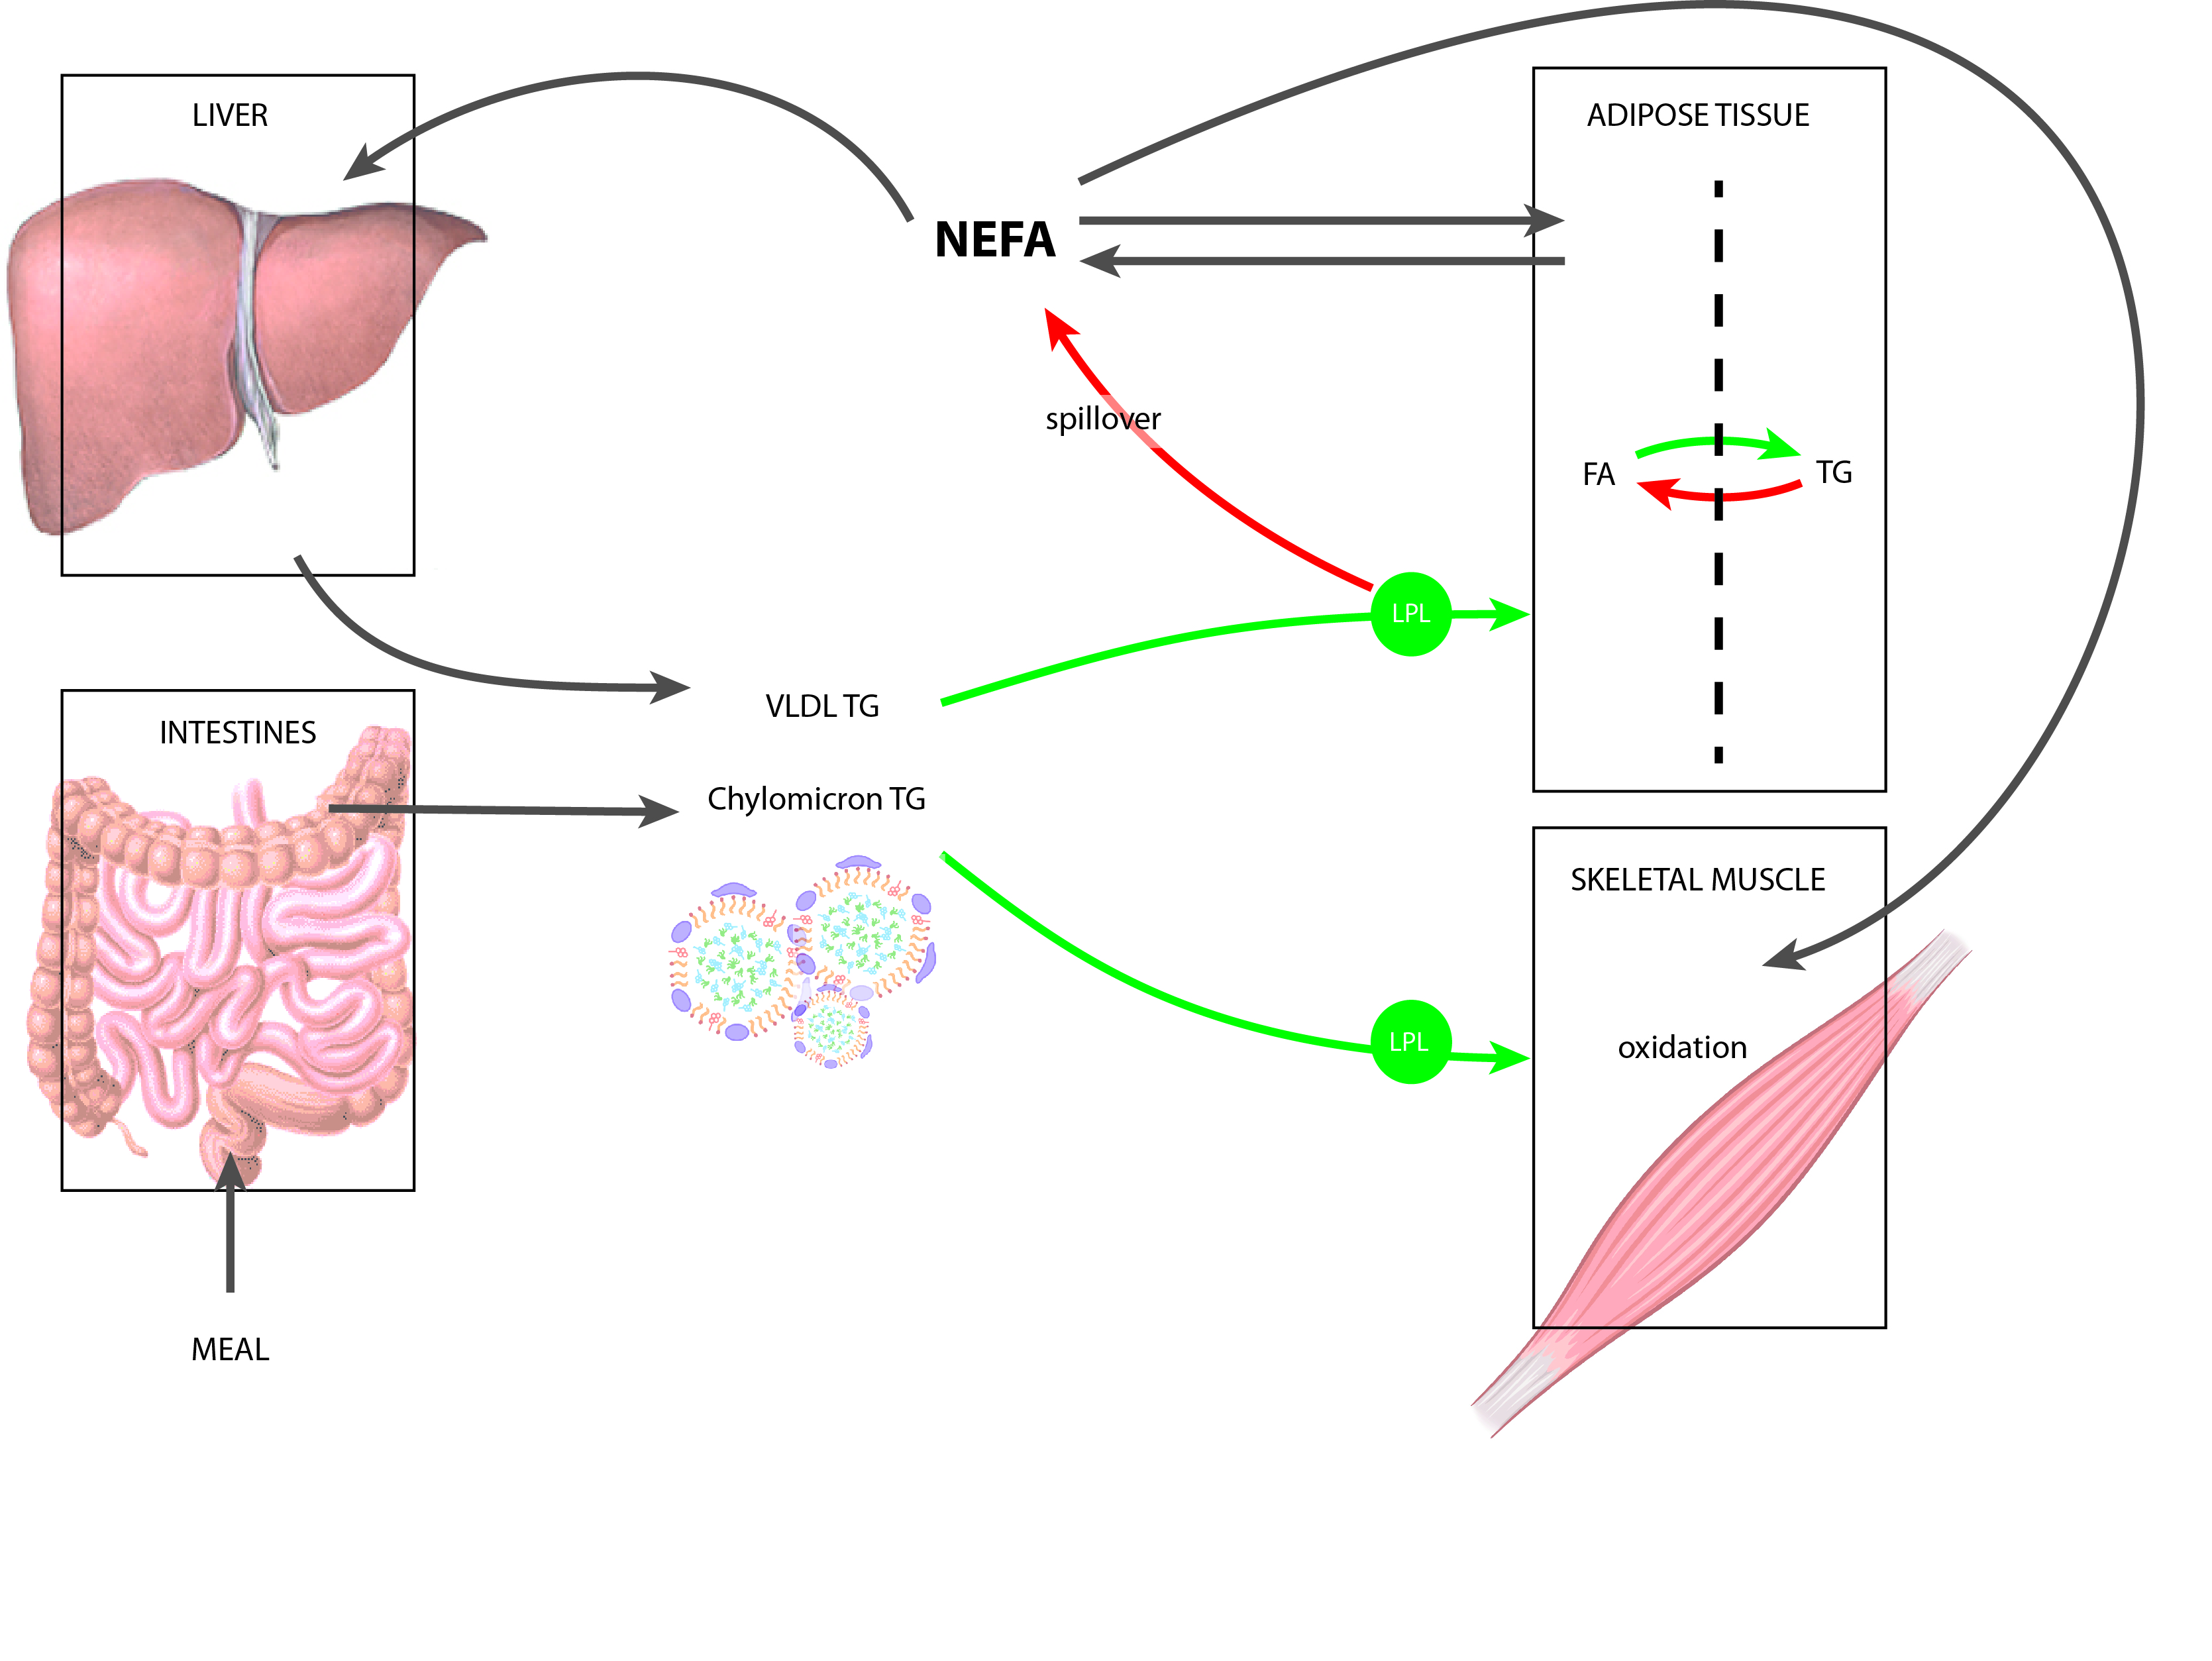 LIVER
ADIPOSE TISSUE
NEFA
spillover
FA
TG
LPL
VLDL TG
INTESTINES
Chylomicron TG
SKELETAL MUSCLE
LPL
oxidation
MEAL